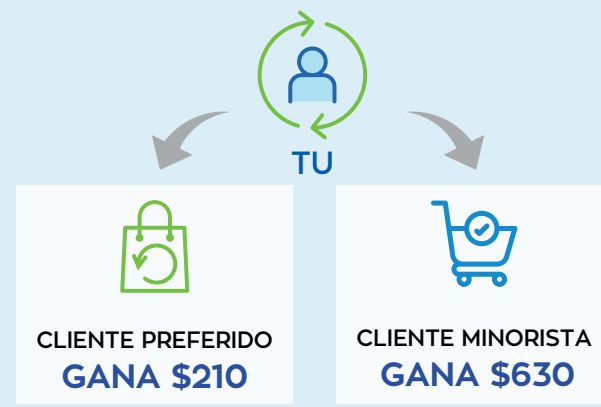 TU
CLIENTE PREFERIDO
GANA $210
CLIENTE MINORISTA
GANA $630